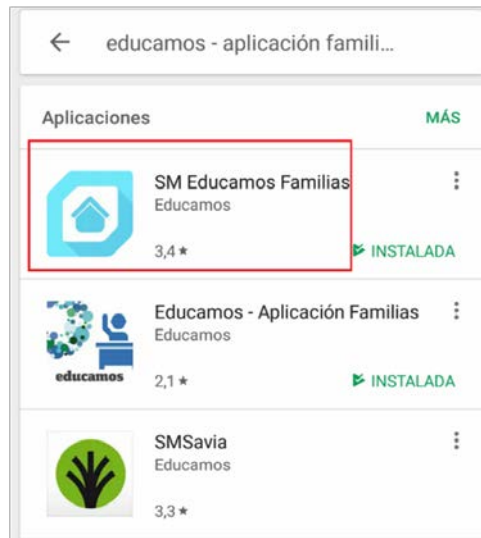 educamos - aplicación famili...
Aplicaciones MÁS
SM Educamos Familias
Educamos
3,4★ INSTALADA
Educamos - Aplicación Familias
Educamos
educamos
2,1★ INSTALADA
SMSavia
Educamos
3,3★